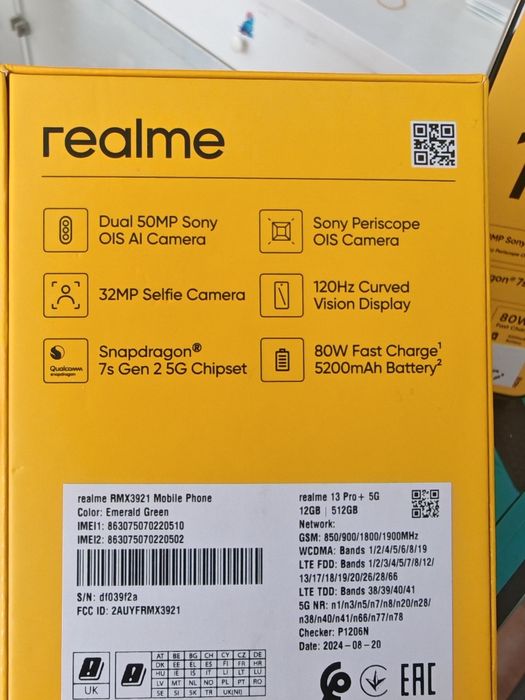 realme
Dual 50MP Sony
OIS AI Camera
Sony Periscope
OIS Camera
32MP Selfie Camera
120Hz Curved
Vision Display
Qualcomm
snapdragon
Snapdragon®
7s Gen 2 5G Chipset
80W Fast Charge¹
5200mAh Battery²
realme RMX3921 Mobile Phone
Color: Emerald Green
IMEI1: 863075070220510
IMEI2: 863075070220502
S/N: df039f2a
FCC ID: 2AUYFRMX3921
realme 13 Pro+ 5G
12GB | 512GB
Network:
GSM: 850/900/1800/1900MHz
WCDMA: Bands 1/2/4/5/6/8/19
LTE FDD: Bands 1/2/3/4/5/7/8/12/
13/17/18/19/20/26/28/66
LTE TDD: Bands 38/39/40/41
5G NR: n1/n3/n5/n7/n8/n20/n28/
n38/n40/n41/n66/n77/n78
Checker: P1206N
Date: 2024-08-20
UK
AT BE BG CH CY CZ DE
DK EE EL ES FI FR HR
HU IE IS IT LI LT LU
LV MT NL NO PL PT RO
SE SI SK TR UK(NI)
EAC
MP Sony
80W